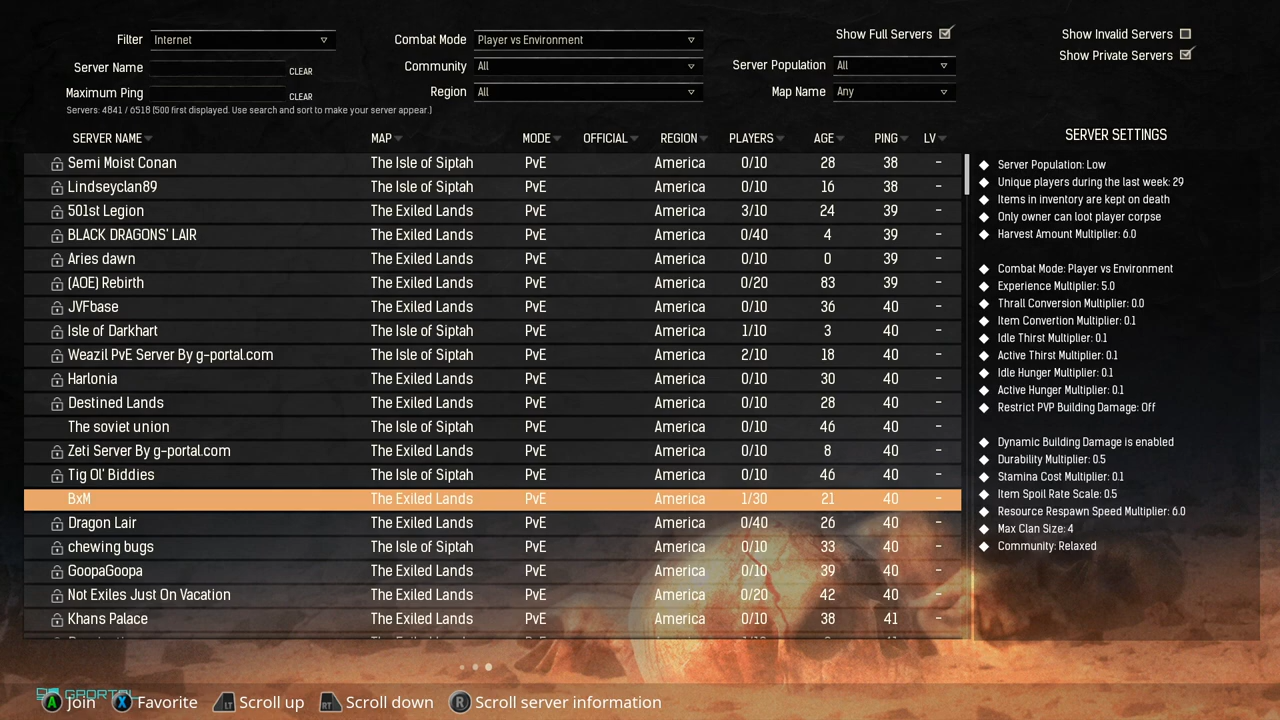 Filter Internet
Server Name CLEAR
Maximum Ping CLEAR
Servers: 4841 / 6518 (500 first displayed. Use search and sort to make your server appear.)
Combat Mode Player vs Environment
Community All
Region All
Show Full Servers
Server Population All
Map Name Any
Show Invalid Servers
Show Private Servers
SERVER NAME MAP MODE OFFICIAL REGION PLAYERS AGE PING LV
Semi Moist Conan The Isle of Siptah PvE America 0/10 28 38 -
Lindseyclan89 The Isle of Siptah PvE America 0/10 16 38 -
501st Legion The Exiled Lands PvE America 3/10 24 39 -
BLACK DRAGONS' LAIR The Exiled Lands PvE America 0/40 4 39 -
Aries dawn The Exiled Lands PvE America 0/10 0 39 -
(AOE) Rebirth The Exiled Lands PvE America 0/20 83 39 -
JVFbase The Exiled Lands PvE America 0/10 36 40 -
Isle of Darkhart The Isle of Siptah PvE America 1/10 3 40 -
Weazil PvE Server By g-portal.com The Isle of Siptah PvE America 2/10 18 40 -
Harlonia The Exiled Lands PvE America 0/10 30 40 -
Destined Lands The Exiled Lands PvE America 0/10 28 40 -
The soviet union The Isle of Siptah PvE America 0/10 46 40 -
Zeti Server By g-portal.com The Exiled Lands PvE America 0/10 8 40 -
Tig Ol' Biddies The Isle of Siptah PvE America 0/10 46 40 -
BxM The Exiled Lands PvE America 1/30 21 40 -
Dragon Lair The Exiled Lands PvE America 0/40 26 40 -
chewing bugs The Isle of Siptah PvE America 0/10 33 40 -
GoopaGoopa The Exiled Lands PvE America 0/10 39 40 -
Not Exiles Just On Vacation The Exiled Lands PvE America 0/20 42 40 -
Khans Palace The Exiled Lands PvE America 0/10 38 41 -
SERVER SETTINGS
Server Population: Low
Unique players during the last week: 29
Items in inventory are kept on death
Only owner can loot player corpse
Harvest Amount Multiplier: 6.0
Combat Mode: Player vs Environment
Experience Multiplier: 5.0
Thrall Conversion Multiplier: 0.0
Item Convertion Multiplier: 0.1
Idle Thirst Multiplier: 0.1
Active Thirst Multiplier: 0.1
Idle Hunger Multiplier: 0.1
Active Hunger Multiplier: 0.1
Restrict PVP Building Damage: Off
Dynamic Building Damage is enabled
Durability Multiplier: 0.5
Stamina Cost Multiplier: 0.1
Item Spoil Rate Scale: 0.5
Resource Respawn Speed Multiplier: 6.0
Max Clan Size: 4
Community: Relaxed
GPORTAL
A Join X Favorite LT Scroll up RT Scroll down R Scroll server information